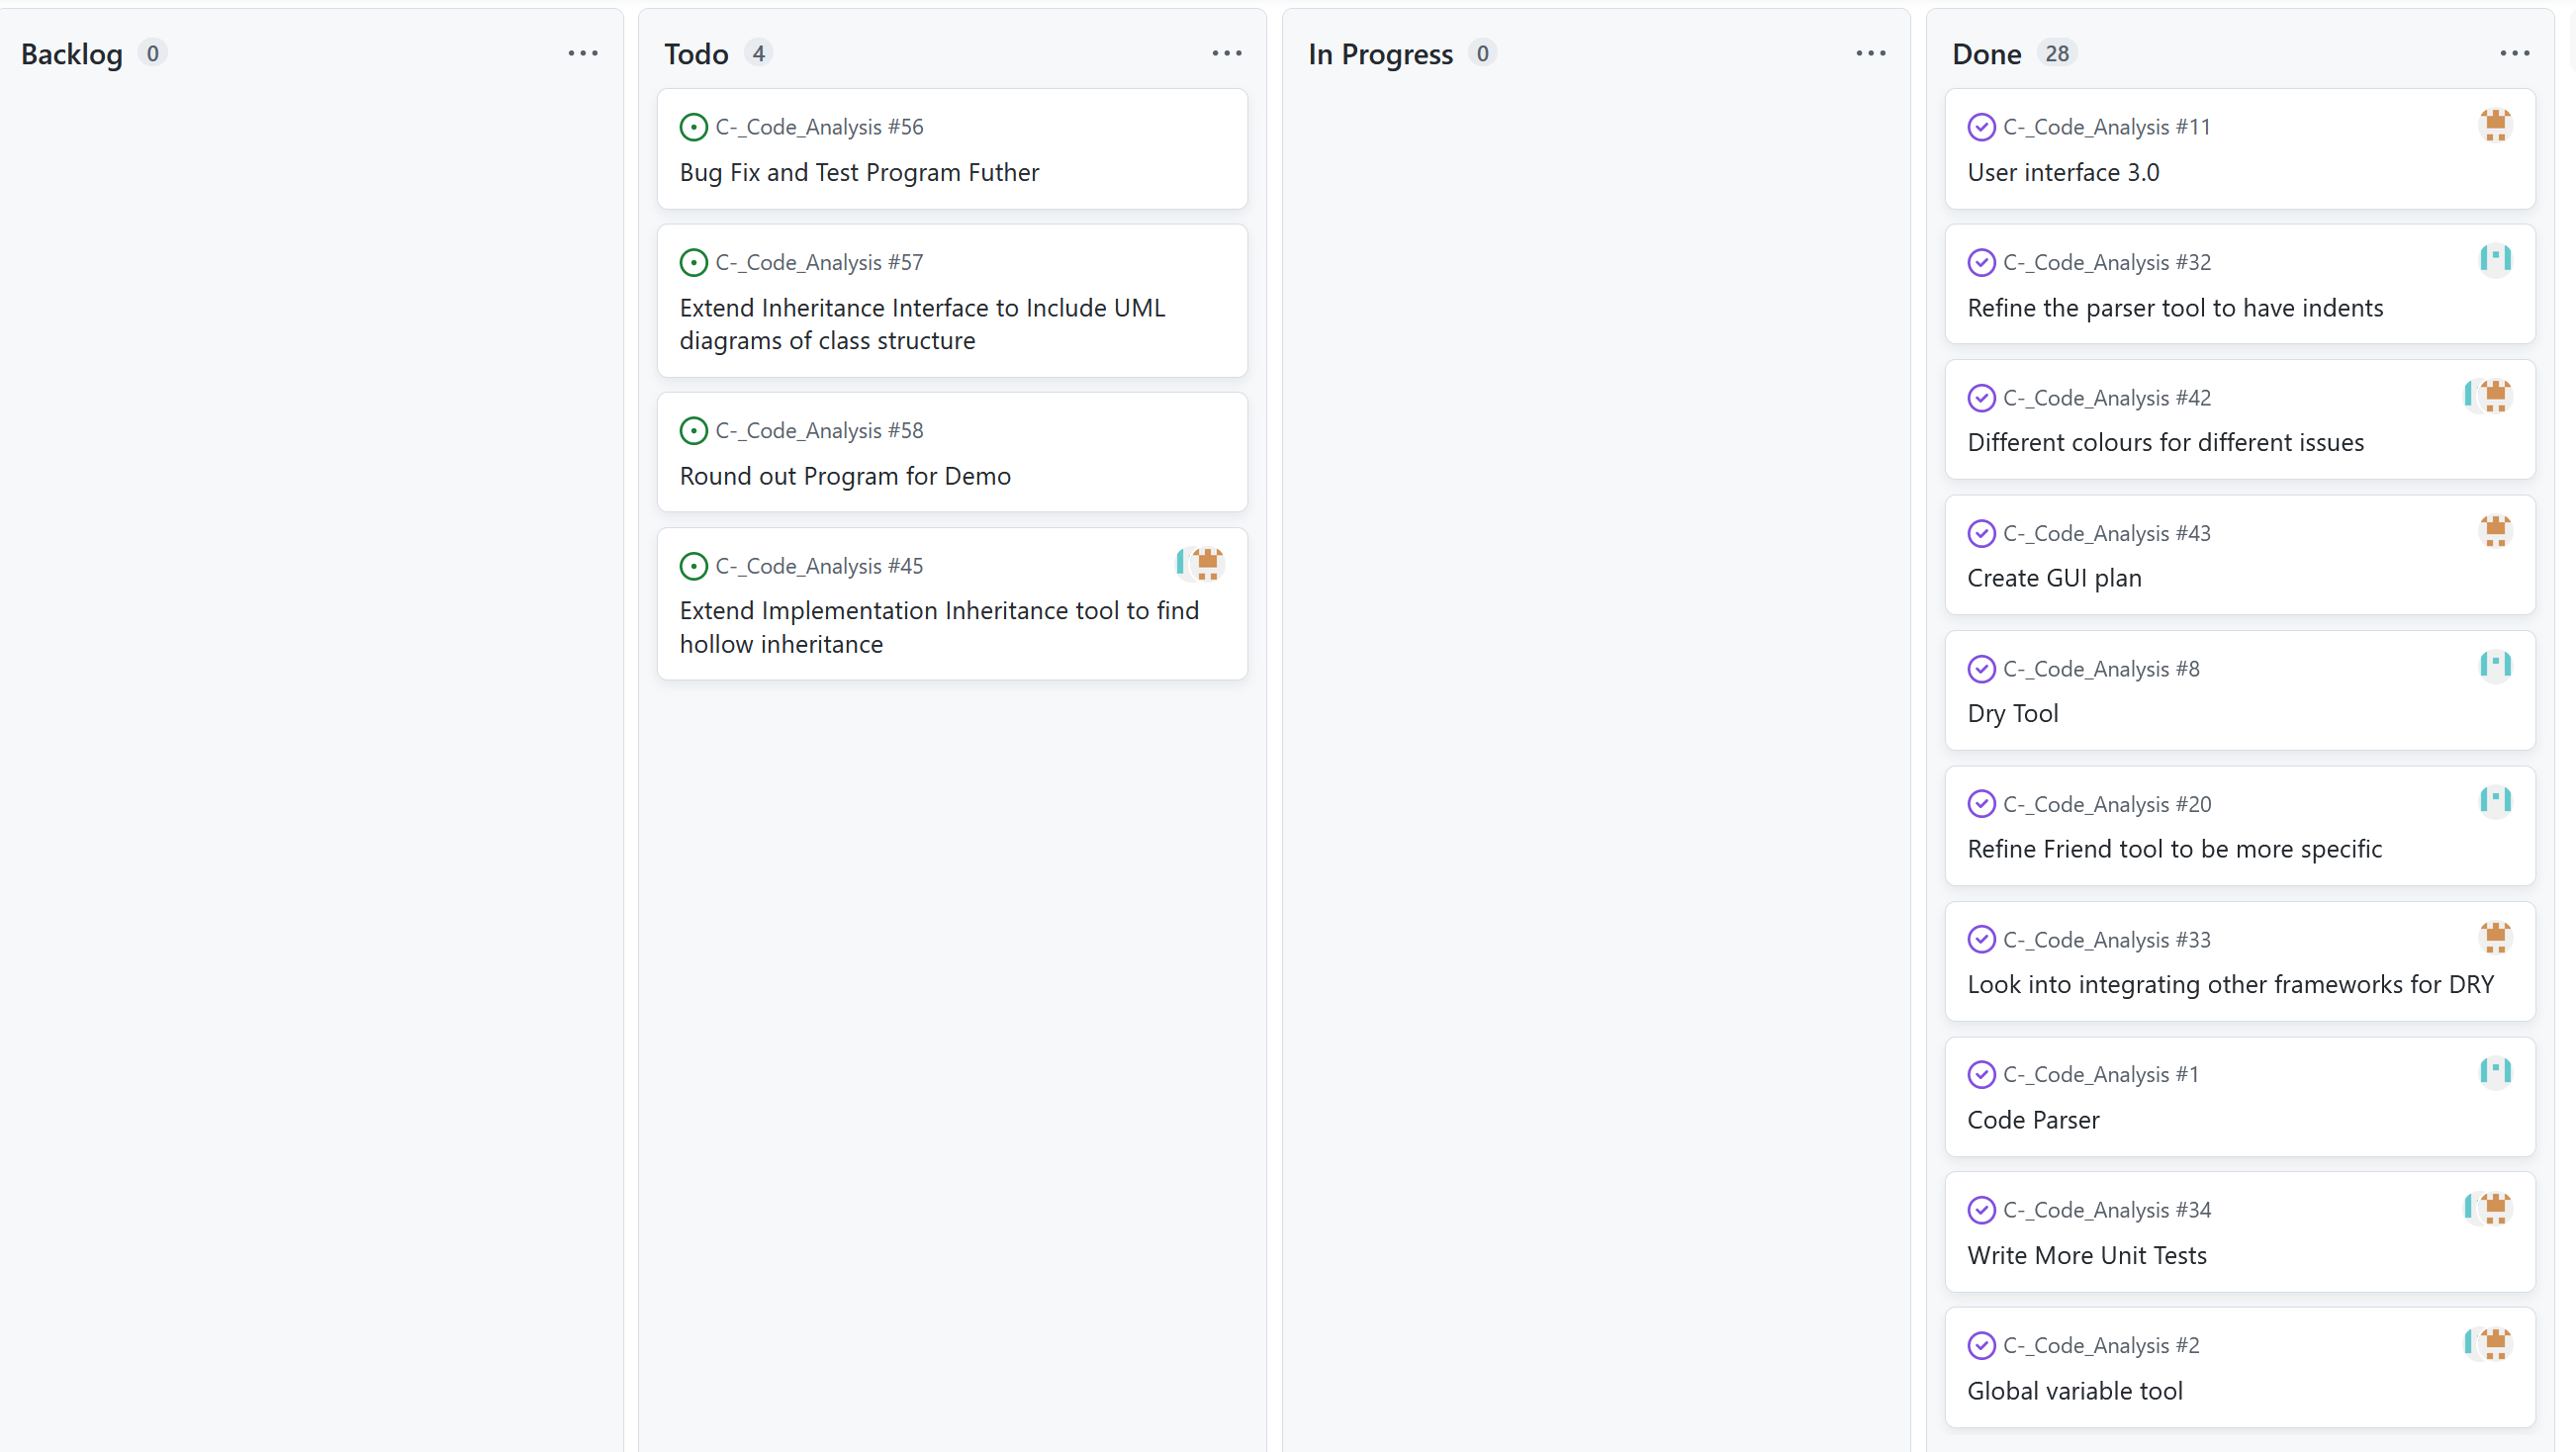 Backlog 0
Todo 4
C-_Code_Analysis #56
Bug Fix and Test Program Futher
C-_Code_Analysis #57
Extend Inheritance Interface to Include UML
diagrams of class structure
C-_Code_Analysis #58
Round out Program for Demo
C-_Code_Analysis #45
Extend Implementation Inheritance tool to find
hollow inheritance
In Progress 0
Done 28
C-_Code_Analysis #11
User interface 3.0
C-_Code_Analysis #32
Refine the parser tool to have indents
C-_Code_Analysis #42
Different colours for different issues
C-_Code_Analysis #43
Create GUI plan
C-_Code_Analysis #8
Dry Tool
C-_Code_Analysis #20
Refine Friend tool to be more specific
C-_Code_Analysis #33
Look into integrating other frameworks for DRY
C-_Code_Analysis #1
Code Parser
C-_Code_Analysis #34
Write More Unit Tests
C-_Code_Analysis #2
Global variable tool